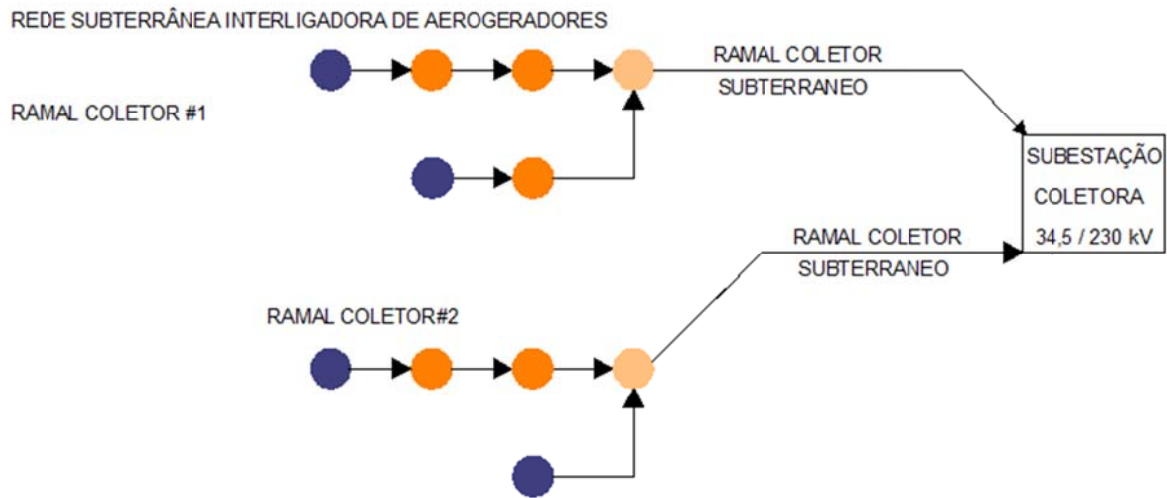 REDE SUBTERRÂNEA INTERLIGADORA DE AEROGERADORES
RAMAL COLETOR
SUBTERRANEO
RAMAL COLETOR #1
SUBESTAÇÃO
COLETORA
34,5 / 230 kV
RAMAL COLETOR
SUBTERRANEO
RAMAL COLETOR#2